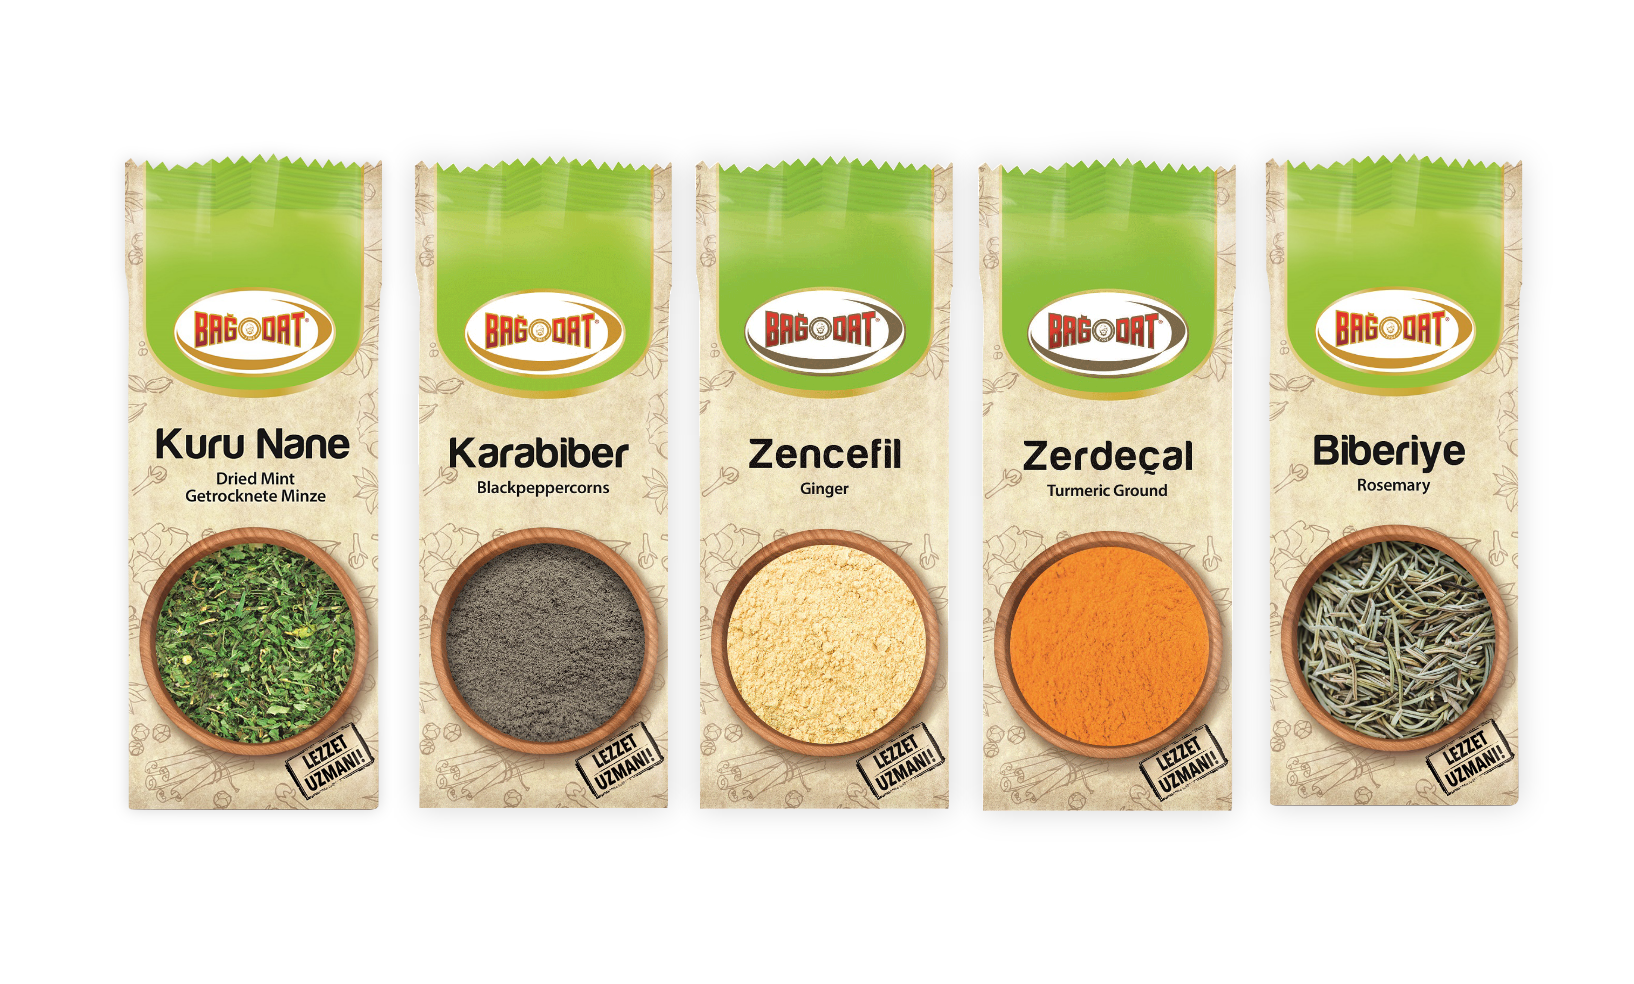 BAĞDAT
Kuru Nane
Dried Mint
Getrocknete Minze
LEZZET
UZMANI!
BAĞDAT
Karabiber
Blackpeppercorns
LEZZET
UZMANI!
BAĞDAT
Zencefil
Ginger
LEZZET
UZMANI!
BAĞDAT
Zerdeçal
Turmeric Ground
LEZZET
UZMANI!
BAĞDAT
Biberiye
Rosemary
LEZZET
UZMANI!